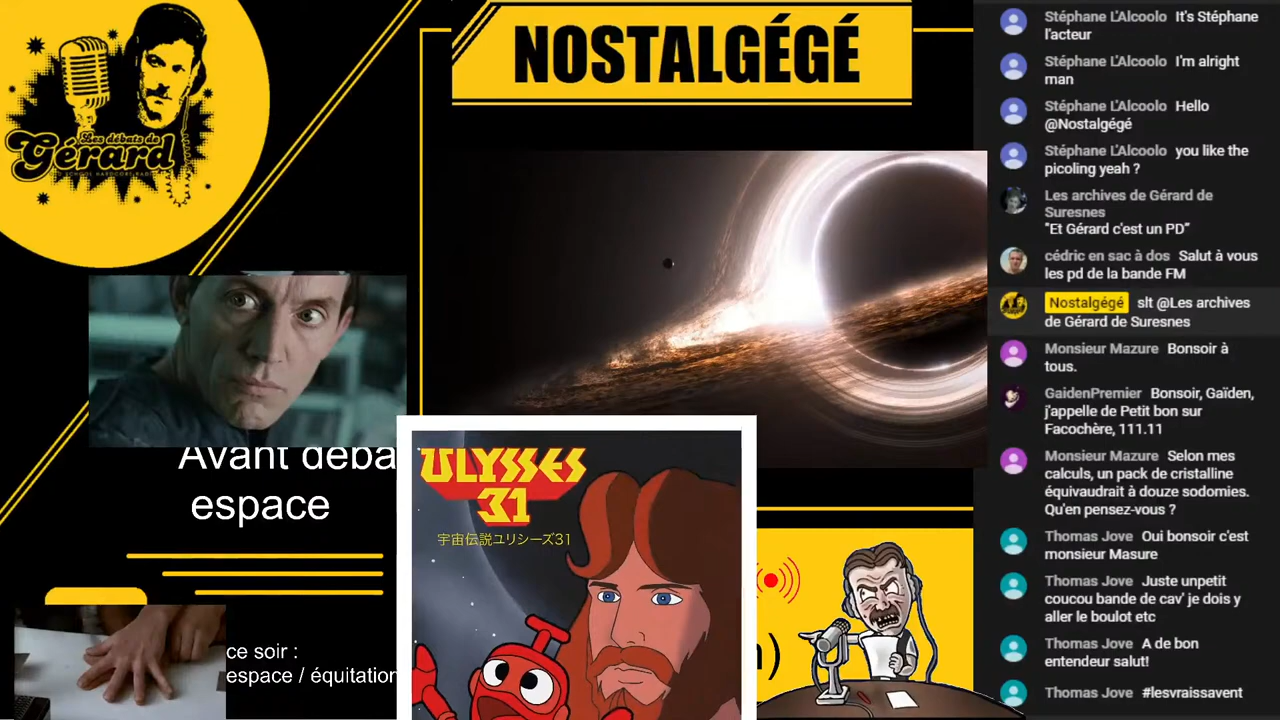 Les débats de
Gérard
NOSTALGÉGÉ
Avant déba
espace
ULYSSES
31
宇宙伝説ユリシーズ31
ce soir :
espace / équitation
)
Stéphane L'Alcoolo It's Stéphane
l'acteur
Stéphane L'Alcoolo I'm alright
man
Stéphane L'Alcoolo Hello
@Nostalgégé
Stéphane L'Alcoolo you like the
picoling yeah ?
Les archives de Gérard de
Suresnes
"Et Gérard c'est un PD"
cédric en sac à dos Salut à vous
les pd de la bande FM
Nostalgégé slt @Les archives
de Gérard de Suresnes
Monsieur Mazure Bonsoir à
tous.
GaidenPremier Bonsoir, Gaïden,
j'appelle de Petit bon sur
Facochère, 111.11
Monsieur Mazure Selon mes
calculs, un pack de cristalline
équivaudrait à douze sodomies.
Qu'en pensez-vous ?
Thomas Jove Oui bonsoir c'est
monsieur Masure
Thomas Jove Juste unpetit
coucou bande de cav' je dois y
aller le boulot etc
Thomas Jove A de bon
entendeur salut!
Thomas Jove #lesvraissavent